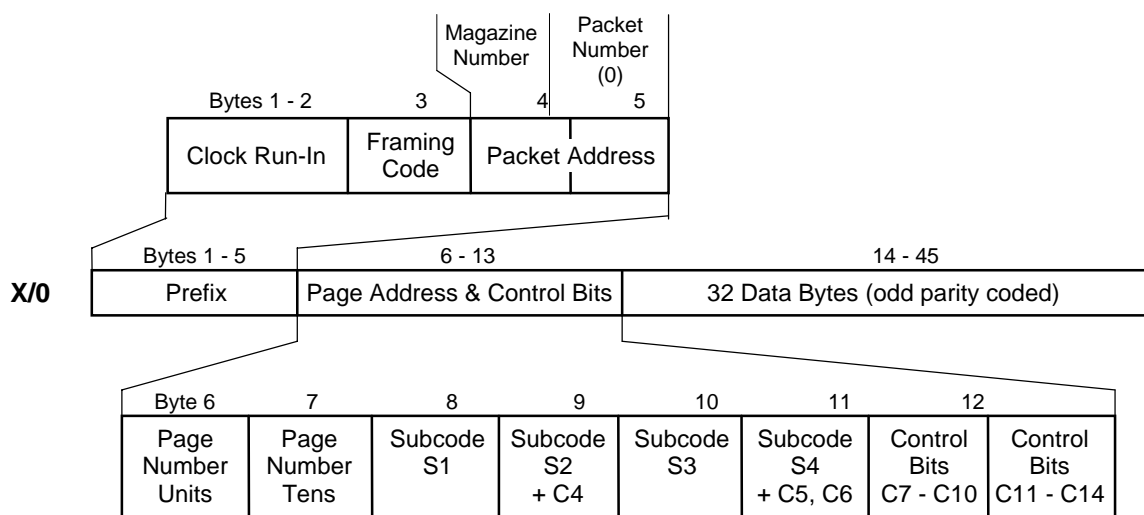 Magazine Number
Packet Number (0)
Bytes 1 - 2 3 4 5
Clock Run-In
Framing Code
Packet Address
Bytes 1 - 5 6 - 13 14 - 45
X/0
Prefix
Page Address & Control Bits
32 Data Bytes (odd parity coded)
Byte 6 7 8 9 10 11 12
Page Number Units
Page Number Tens
Subcode S1
Subcode S2 + C4
Subcode S3
Subcode S4 + C5, C6
Control Bits C7 - C10
Control Bits C11 - C14